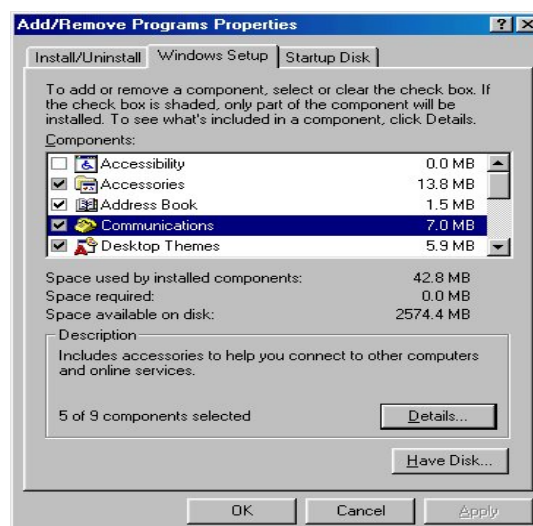 Add/Remove Programs Properties
Install/Uninstall Windows Setup Startup Disk
To add or remove a component, select or clear the check box. If
the check box is shaded, only part of the component will be
installed. To see what's included in a component, click Details.
Components:
Accessibility 0.0 MB
Accessories 13.8 MB
Address Book 1.5 MB
Communications 7.0 MB
Desktop Themes 5.9 MB
Space used by installed components: 42.8 MB
Space required: 0.0 MB
Space available on disk: 2574.4 MB
Description
Includes accessories to help you connect to other computers
and online services.
5 of 9 components selected Details...
Have Disk...
OK Cancel Apply